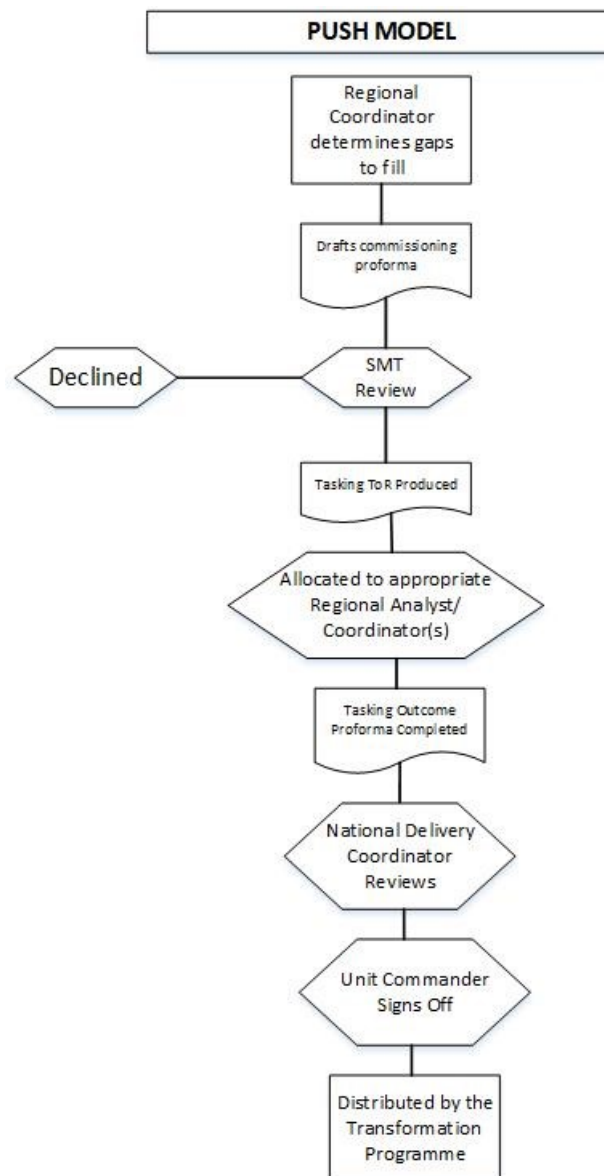 PUSH MODEL
Regional
Coordinator
determines gaps
to fill
Drafts commissioning
proforma
Declined
SMT
Review
Tasking ToR Produced
Allocated to appropriate
Regional Analyst/
Coordinator(s)
Tasking Outcome
Proforma Completed
National Delivery
Coordinator
Reviews
Unit Commander
Signs Off
Distributed by the
Transformation
Programme